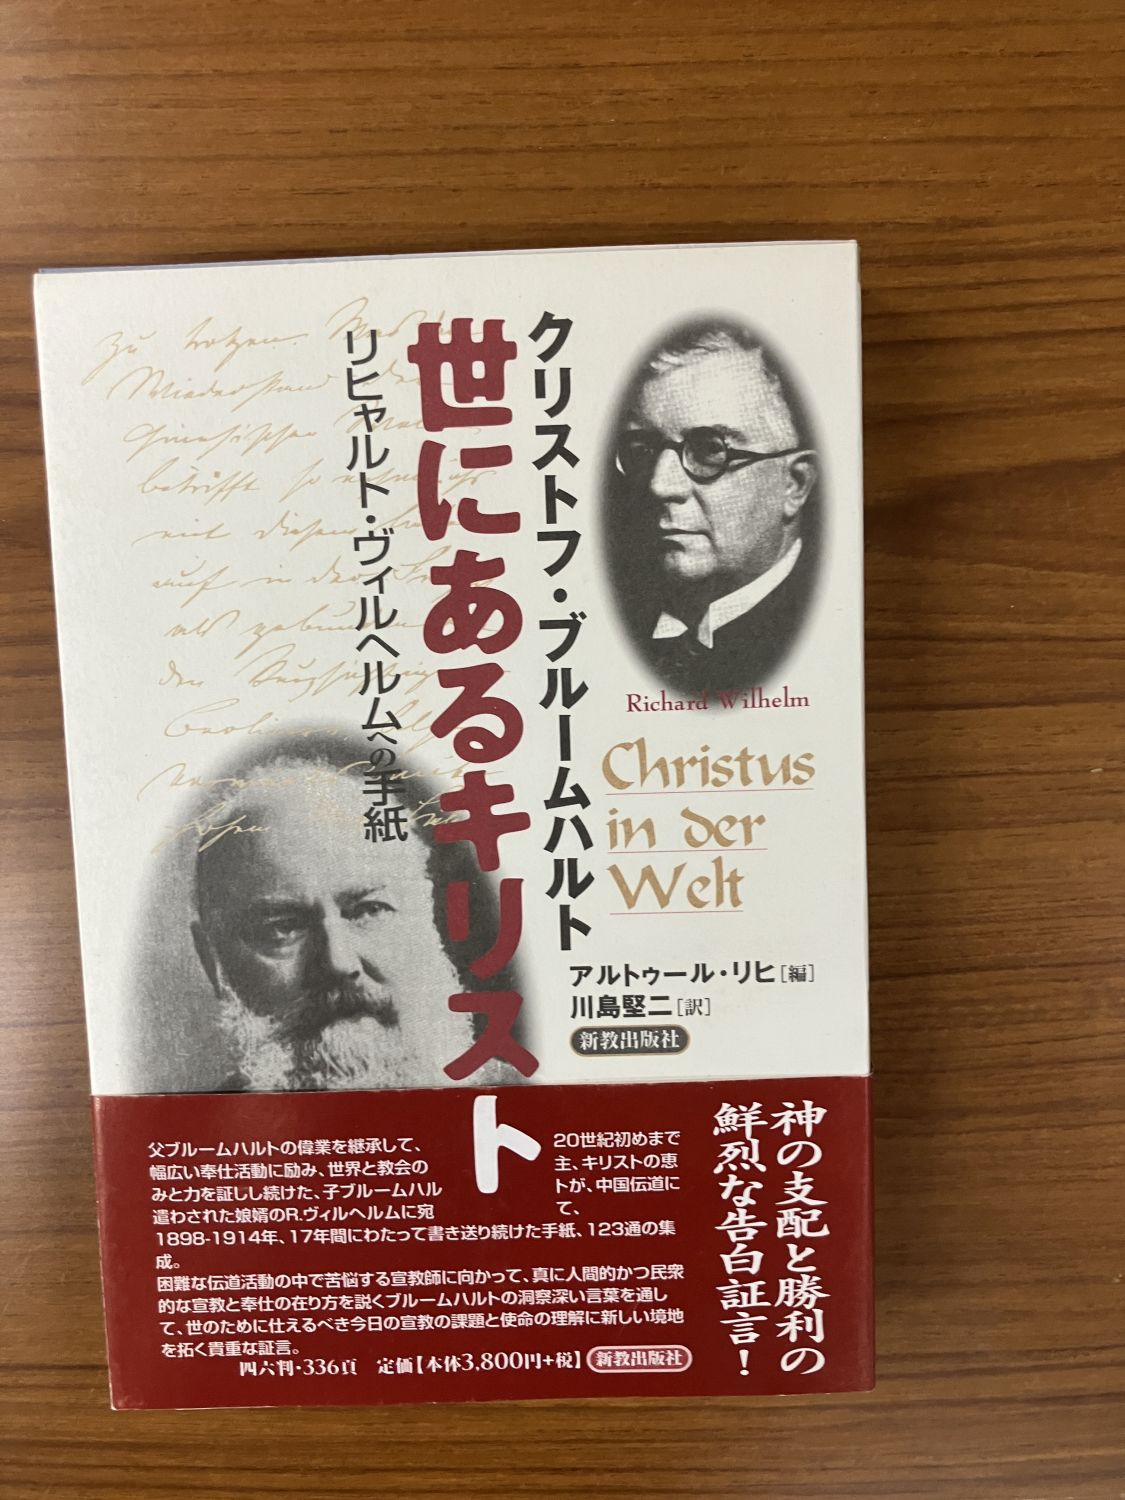 クリストフ・ブルームハルト
世にあるキリスト
リヒャルト・ヴィルヘルムへの手紙
Richard Wilhelm
Christus
in der
Welt
アルトゥール・リヒ[編]
川島堅二[訳]
新教出版社
神の支配と勝利の
鮮烈な告白証言!
父ブルームハルトの偉業を継承して、20世紀初めまで
幅広い奉仕活動に励み、世界と教会の主、キリストの恵
みと力を証しし続けた、子ブルームハルトが、中国伝道に
遣わされた娘婿のR.ヴィルヘルムに宛て、
1898-1914年、17年間にわたって書き送り続けた手紙、123通の集
成。
困難な伝道活動の中で苦悩する宣教師に向かって、真に人間的かつ民衆
的な宣教と奉仕の在り方を説くブルームハルトの洞察深い言葉を通し
て、世のために仕えるべき今日の宣教の課題と使命の理解に新しい境地
を拓く貴重な証言。
四六判・336頁 定価【本体3,800円+税】 新教出版社